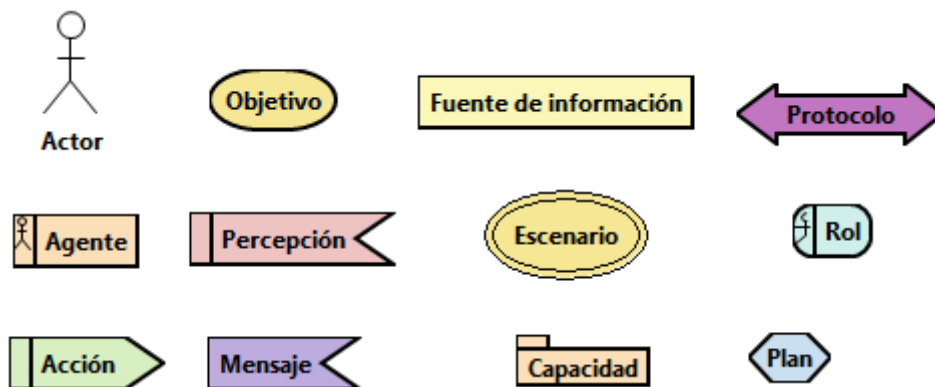 Actor
Objetivo
Fuente de información
Protocolo
Agente
Percepción
Escenario
Rol
Acción
Mensaje
Capacidad
Plan